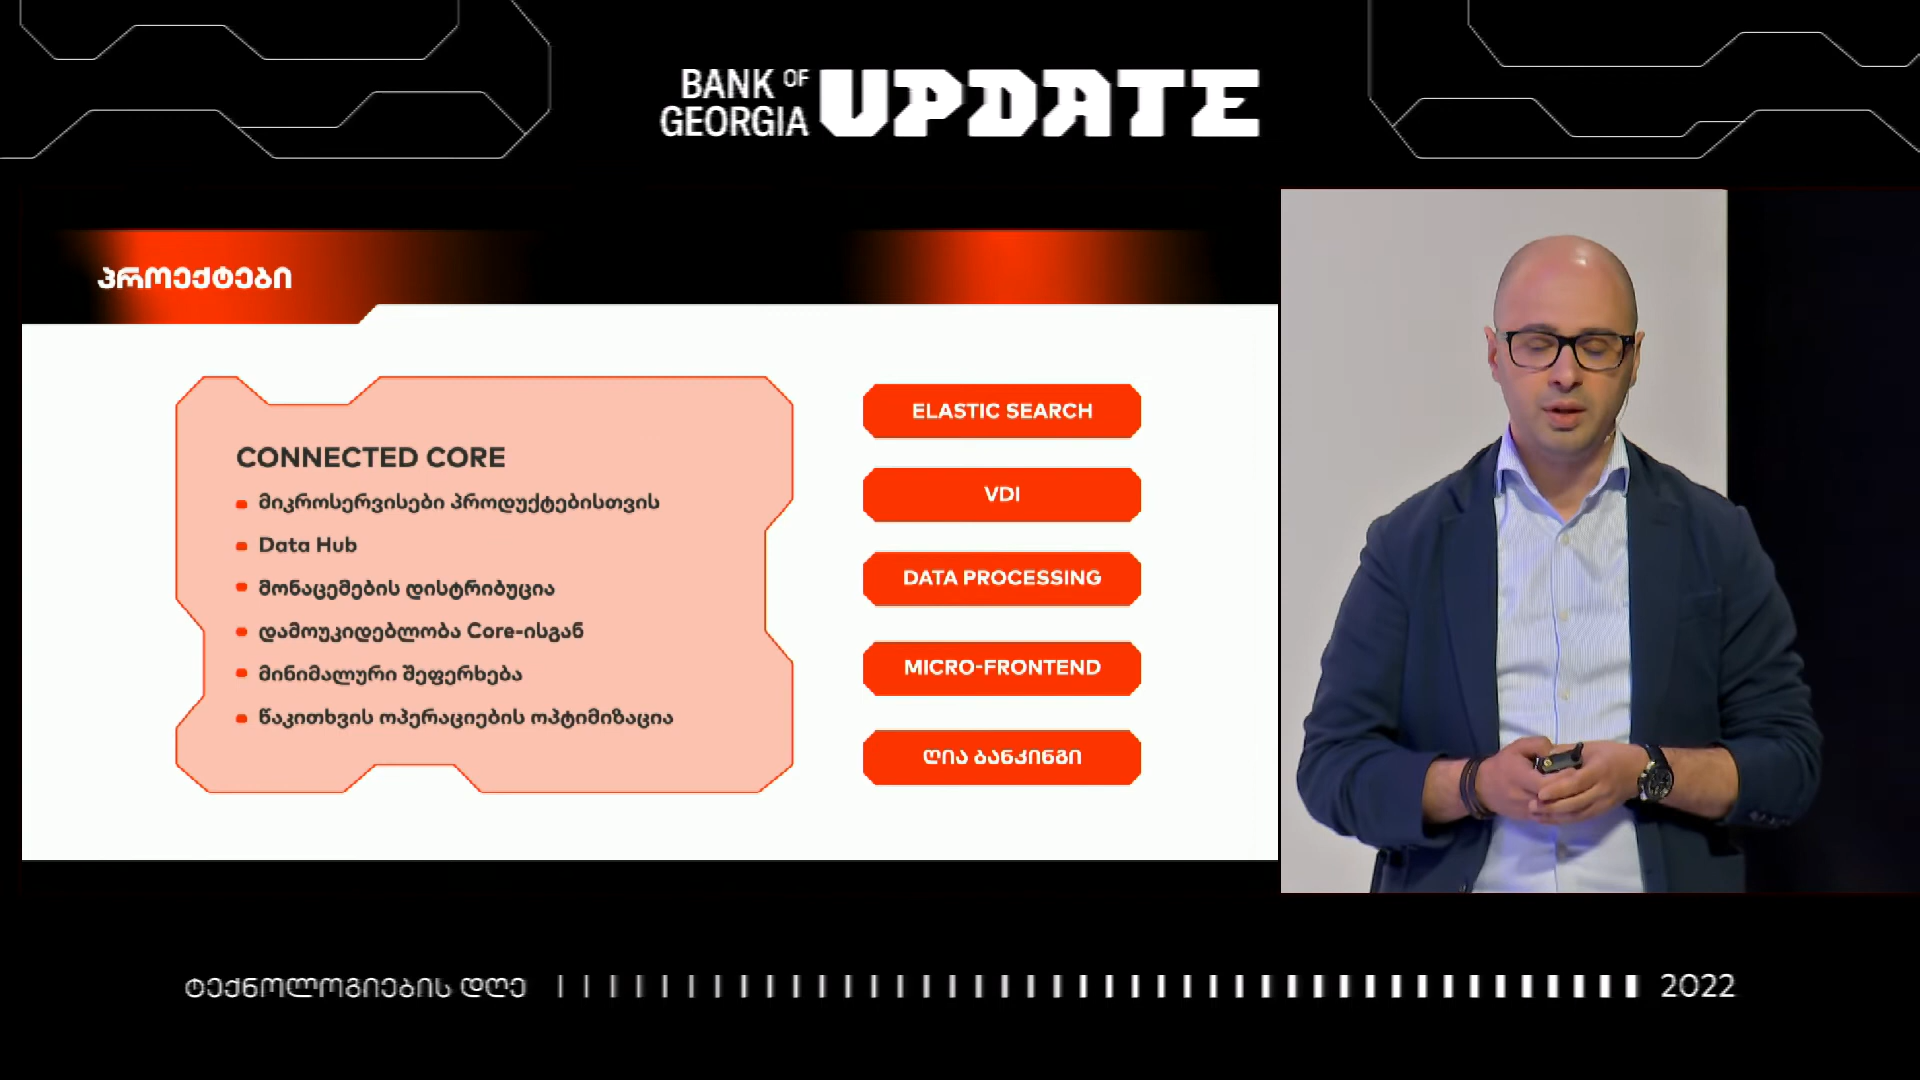 BANK OF
GEORGIA
UPDATE
პროექტები
CONNECTED CORE
მიკროსერვისები პროდუქტებისთვის
Data Hub
მონაცემების დისტრიბუცია
დამოუკიდებლობა Core-ისგან
მინიმალური შეფერხება
წაკითხვის ოპერაციების ოპტიმიზაცია
ELASTIC SEARCH
VDI
DATA PROCESSING
MICRO-FRONTEND
ღია ბანკინგი
ტექნოლოგიების დღე
2022